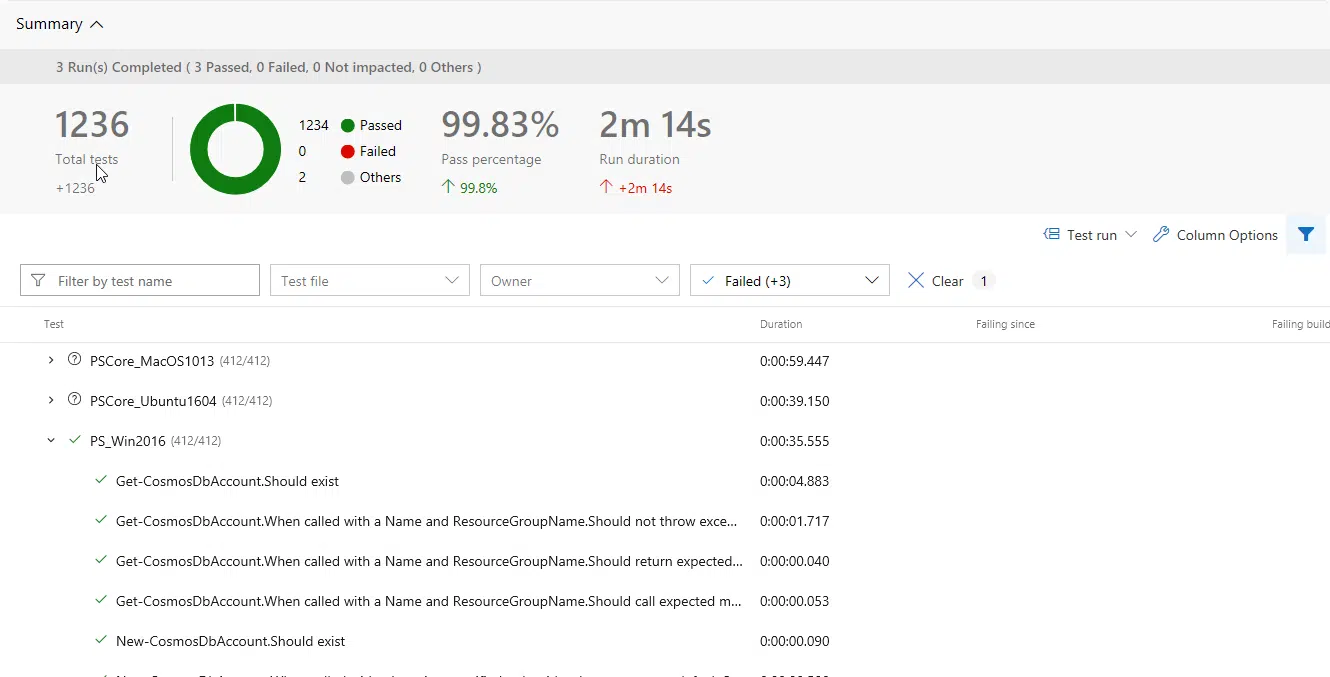 Summary
3 Run(s) Completed ( 3 Passed, 0 Failed, 0 Not impacted, 0 Others )
1236
Total tests
+1236
1234 Passed
0 Failed
2 Others
99.83%
Pass percentage
99.8%
2m 14s
Run duration
+2m 14s
Test run Column Options
Filter by test name Test file Owner Failed (+3) Clear 1
Test Duration Failing since Failing build
PSCore_MacOS1013 (412/412) 0:00:59.447
PSCore_Ubuntu1604 (412/412) 0:00:39.150
PS_Win2016 (412/412) 0:00:35.555
Get-CosmosDbAccount.Should exist 0:00:04.883
Get-CosmosDbAccount.When called with a Name and ResourceGroupName.Should not throw exce... 0:00:01.717
Get-CosmosDbAccount.When called with a Name and ResourceGroupName.Should return expected... 0:00:00.040
Get-CosmosDbAccount.When called with a Name and ResourceGroupName.Should call expected m... 0:00:00.053
New-CosmosDbAccount.Should exist 0:00:00.090